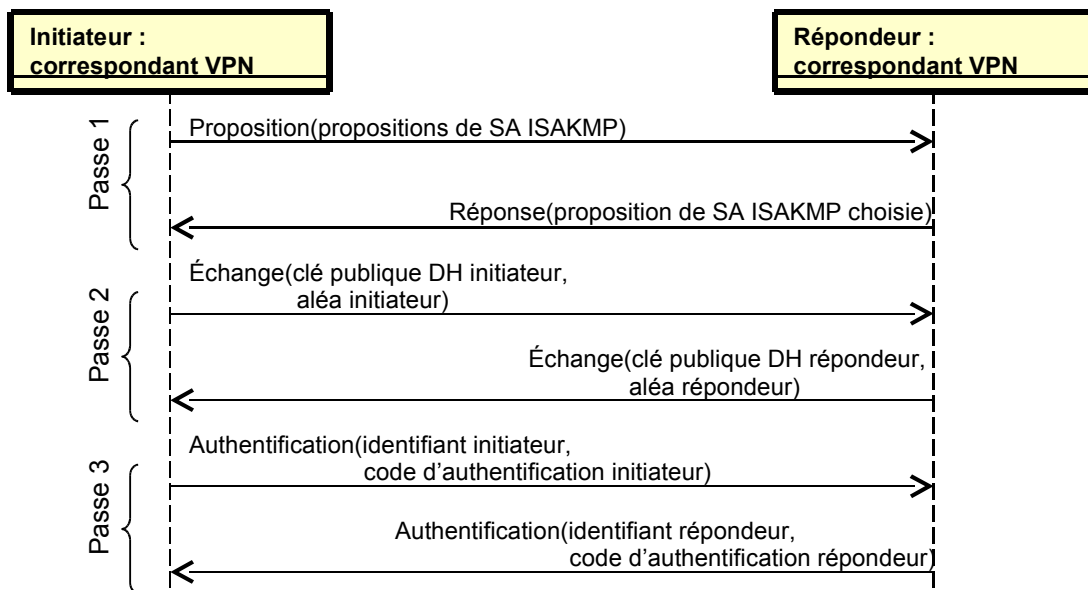 Initiateur :
correspondant VPN
Répondeur :
correspondant VPN
Passe 1
Proposition(propositions de SA ISAKMP)
Réponse(proposition de SA ISAKMP choisie)
Passe 2
Échange(clé publique DH initiateur,
aléa initiateur)
Échange(clé publique DH répondeur,
aléa répondeur)
Passe 3
Authentification(identifiant initiateur,
code d'authentification initiateur)
Authentification(identifiant répondeur,
code d'authentification répondeur)